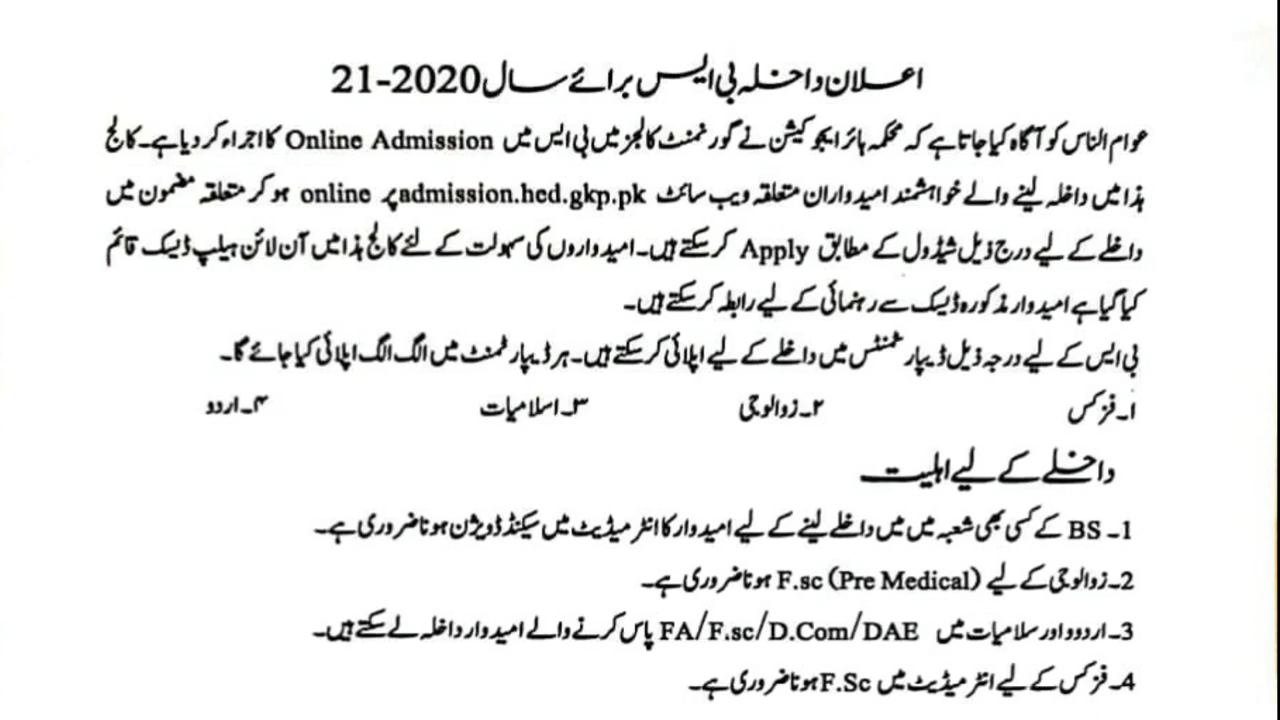 اعلان داخلہ بی ایس برائے سال 2020-21
عوام الناس کو آگاہ کیا جاتا ہے کہ محکمہ ہائر ایجوکیشن نے گورنمنٹ کالجز میں بی ایس میں Online Admission کا اجراء کر دیا ہے۔ کالج
ہذا میں داخلہ لینے والے خواہشمند امیدواران متعلقہ ویب سائٹ admission.hed.gkp.pk پر online ہو کر متعلقہ مضمون میں
داخلے کے لیے درج ذیل شیڈول کے مطابق Apply کر سکتے ہیں۔ امیدواروں کی سہولت کے لئے کالج ہذا میں آن لائن ہیلپ ڈیسک قائم
کیا گیا ہے امیدوار مذکورہ ڈیسک سے رہنمائی کے لیے رابطہ کر سکتے ہیں۔
بی ایس کے لیے درجہ ذیل ڈیپارٹمنٹس میں داخلے کے لیے اپلائی کر سکتے ہیں۔ ہر ڈیپارٹمنٹ میں الگ الگ اپلائی کیا جائے گا۔
۱۔ فزکس ۲۔ زوالوجی ۳۔ اسلامیات ۴۔ اردو
داخلے کے لیے اہلیت
1۔ BS کے کسی بھی شعبہ میں میں داخلے لینے کے لیے امیدوار کا انٹرمیڈیٹ میں سیکنڈ ڈویژن ہونا ضروری ہے۔
2۔ زوالوجی کے لیے F.sc (Pre Medical) ہونا ضروری ہے۔
3۔ اردوو اور سلامیات میں FA/F.sc/D.Com/DAE پاس کرنے والے امیدوار داخلہ لے سکتے ہیں۔
4۔ فزکس کے لیے انٹرمیڈیٹ میں F.Sc ہونا ضروری ہے۔